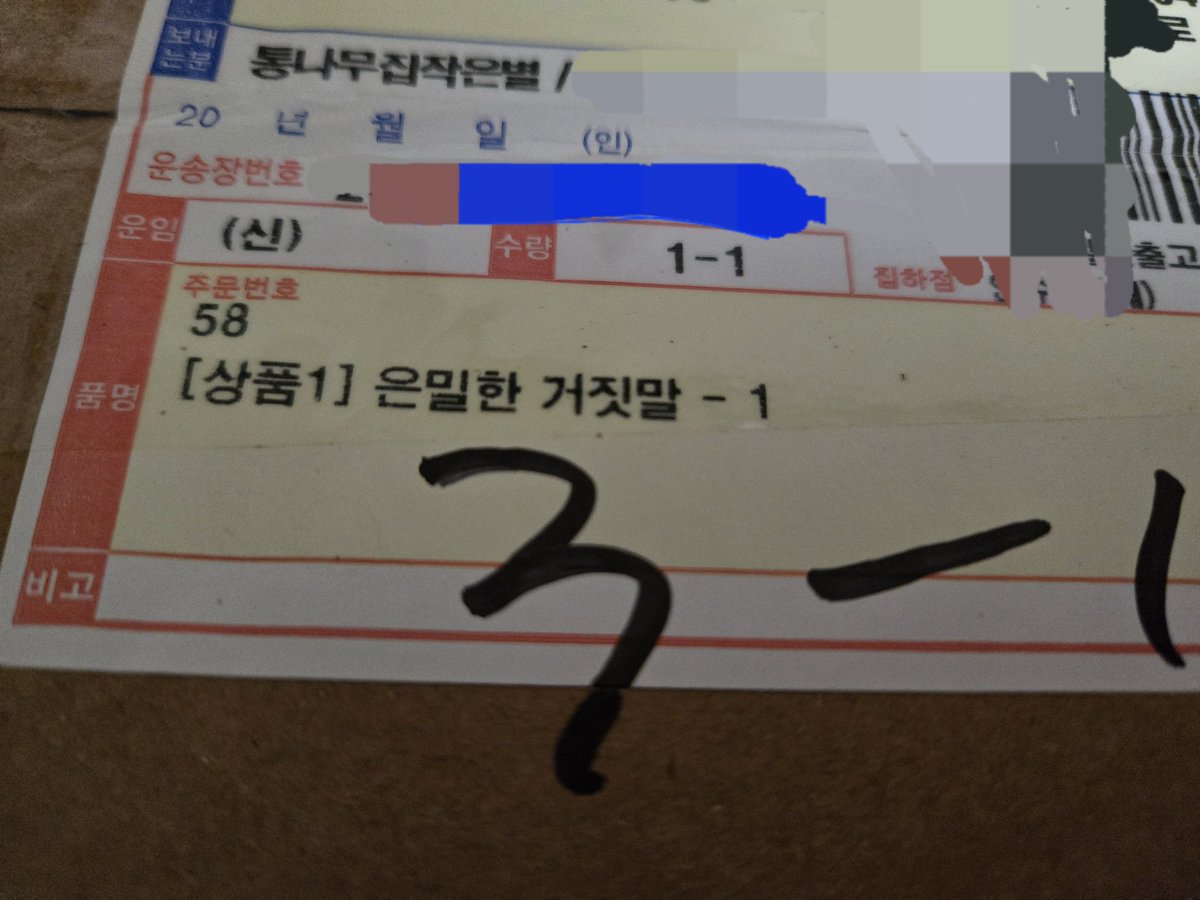 보내
는분
통나무집작은별 /
20 년 월 일 (인)
운송장번호
운임 (신) 수량 1-1 집하점
출고
주문번호
58
품명 [상품1] 은밀한 거짓말 - 1
비고
3-1